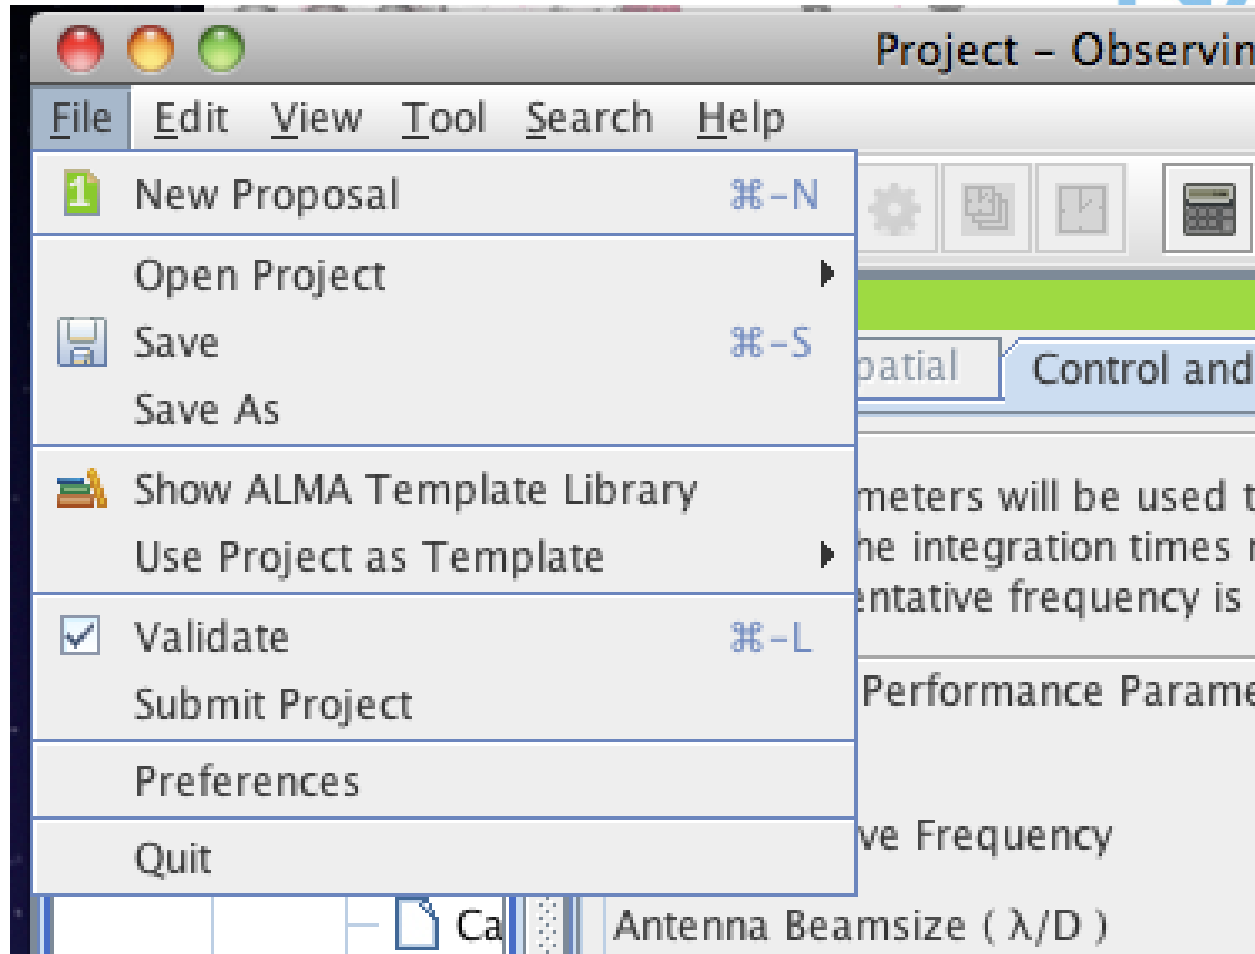 Project – Observin
File Edit View Tool Search Help
1 New Proposal ⌘-N
Open Project
Save ⌘-S
Save As
Show ALMA Template Library
Use Project as Template
Validate ⌘-L
Submit Project
Preferences
Quit
patial
Control and
meters will be used t
he integration times r
entative frequency is
Performance Parame
ve Frequency
Ca
Antenna Beamsize ( λ/D )